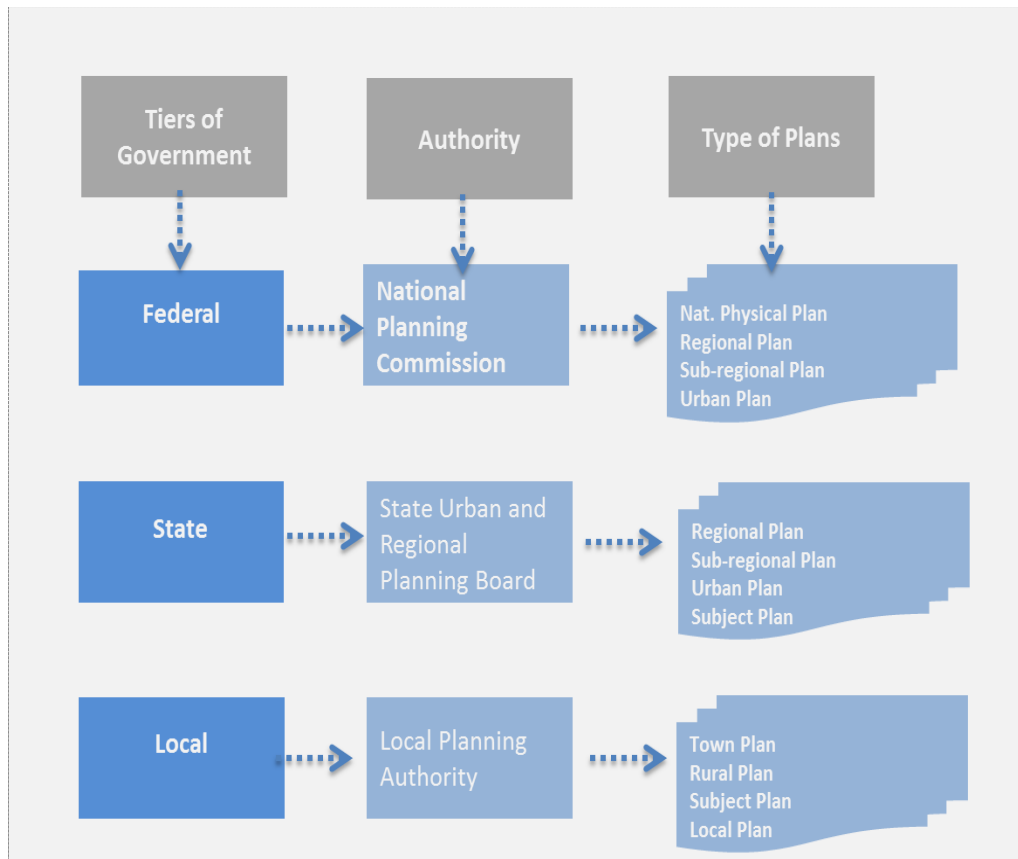 Tiers of
Government
Authority
Type of Plans
Federal
National
Planning
Commission
Nat. Physical Plan
Regional Plan
Sub-regional Plan
Urban Plan
State
State Urban and
Regional
Planning Board
Regional Plan
Sub-regional Plan
Urban Plan
Subject Plan
Local
Local Planning
Authority
Town Plan
Rural Plan
Subject Plan
Local Plan